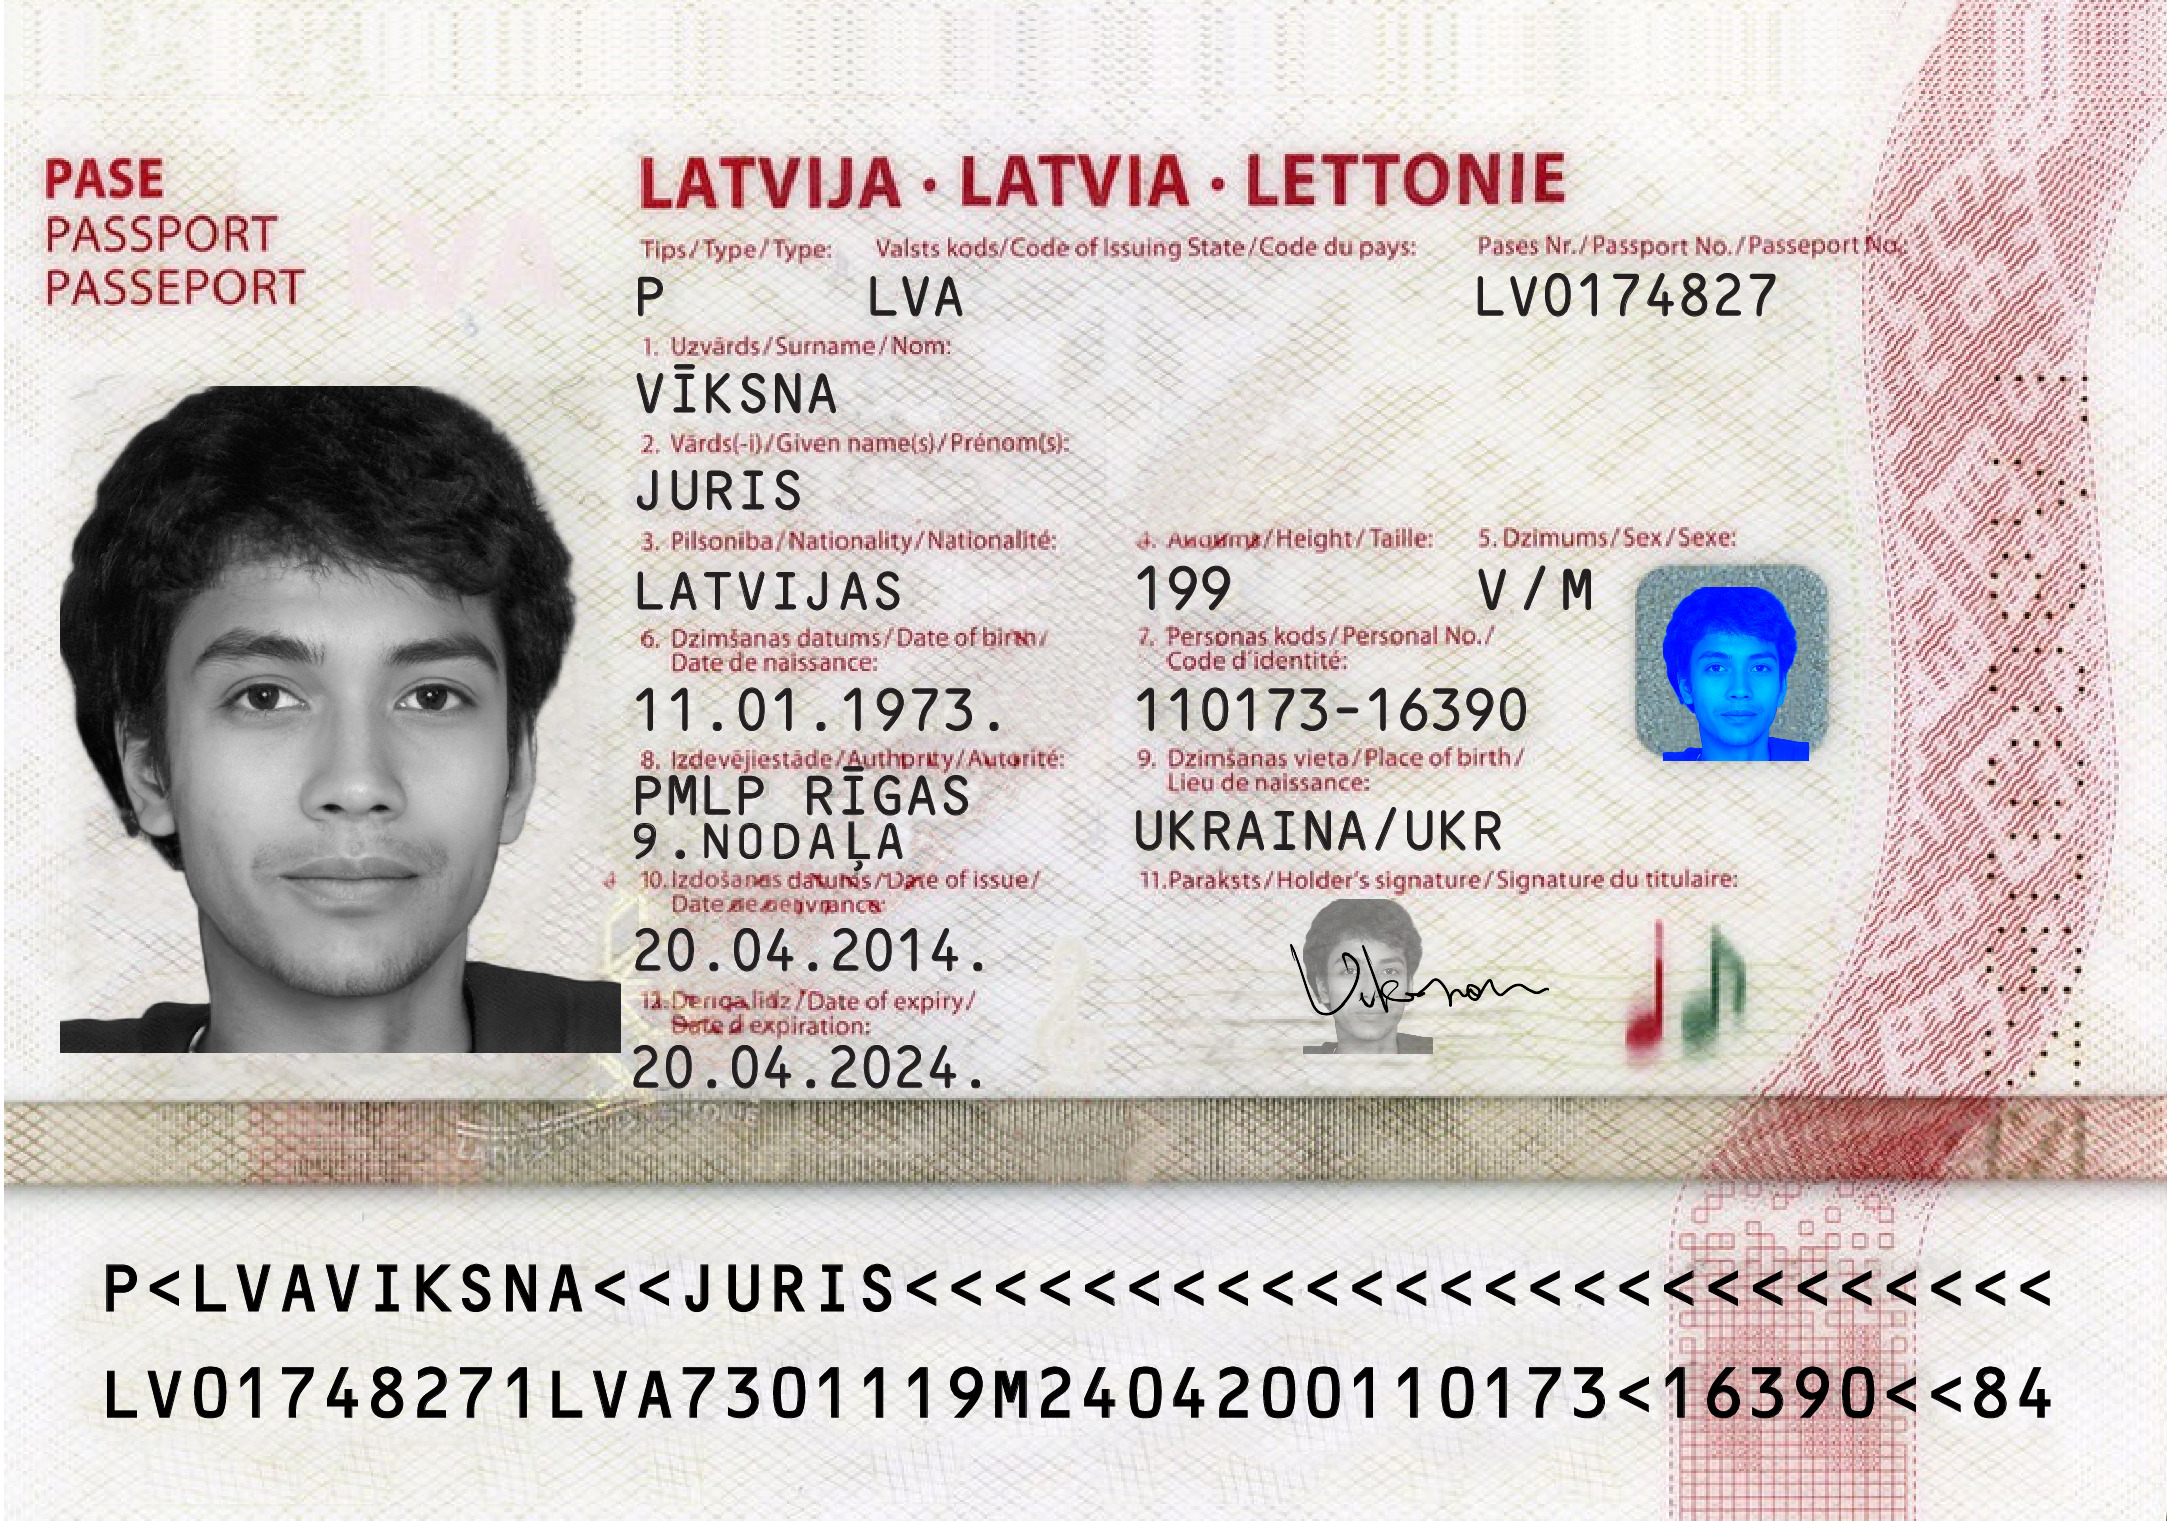 PASE
PASSPORT
PASSEPORT
LVA
LATVIJA · LATVIA · LETTONIE
Tips/Type/Type: Valsts kods/Code of Issuing State/Code du pays: Pases Nr./Passport No./Passeport No.:
P LVA LV0174827
1. Uzvārds/Surname/Nom:
VĪKSNA
2. Vārds(-i)/Given name(s)/Prénom(s):
JURIS
3. Pilsonība/Nationality/Nationalité: 4. Augums/Height/Taille: 5. Dzimums/Sex/Sexe:
LATVIJAS 199 V/M
6. Dzimšanas datums/Date of birth/ 7. Personas kods/Personal No./
Date de naissance: Code d'identité:
11.01.1973. 110173-16390
8. Izdevējiestāde/Authority/Autorité: 9. Dzimšanas vieta/Place of birth/
Lieu de naissance:
PMLP RĪGAS
9.NODAĻA
UKRAINA/UKR
10. Izdošanas datums/Date of issue/ 11. Paraksts/Holder's signature/Signature du titulaire:
Date de
20.04.2014.
Date of expiry/
Date d'expiration:
20.04.2024.
P<LVAVIKSNA<<JURIS<<<<<<<<<<<<<<<<<<<<<<<<<<
LV01748271LVA7301119M2404200110173<16390<<84